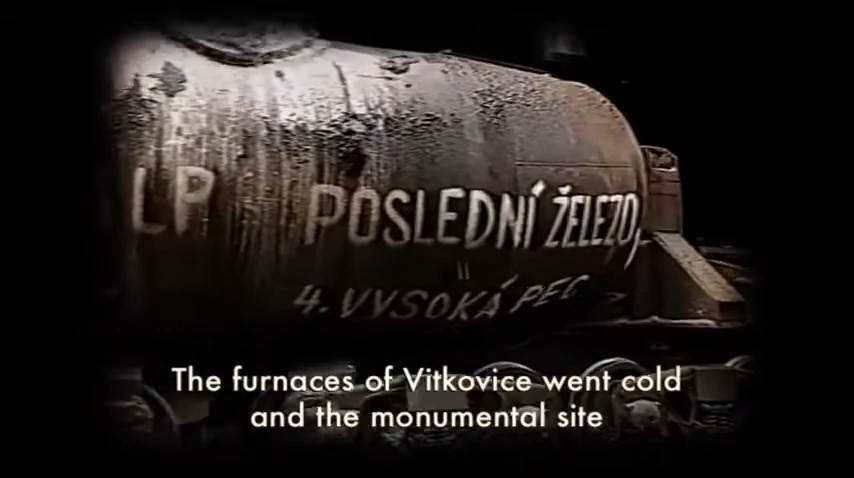 LP POSLEDNÍ ŽELEZO,
4. VYSOKÁ PEC
The furnaces of Vitkovice went cold
and the monumental site